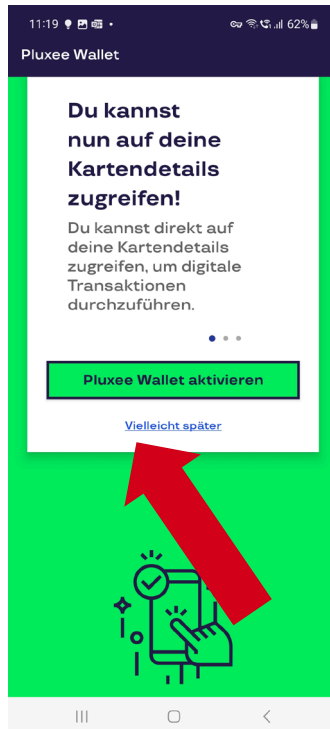 11:19 62%
Pluxee Wallet
Du kannst
nun auf deine
Kartendetails
zugreifen!
Du kannst direkt auf
deine Kartendetails
zugreifen, um digitale
Transaktionen
durchzuführen.
Pluxee Wallet aktivieren
Vielleicht später